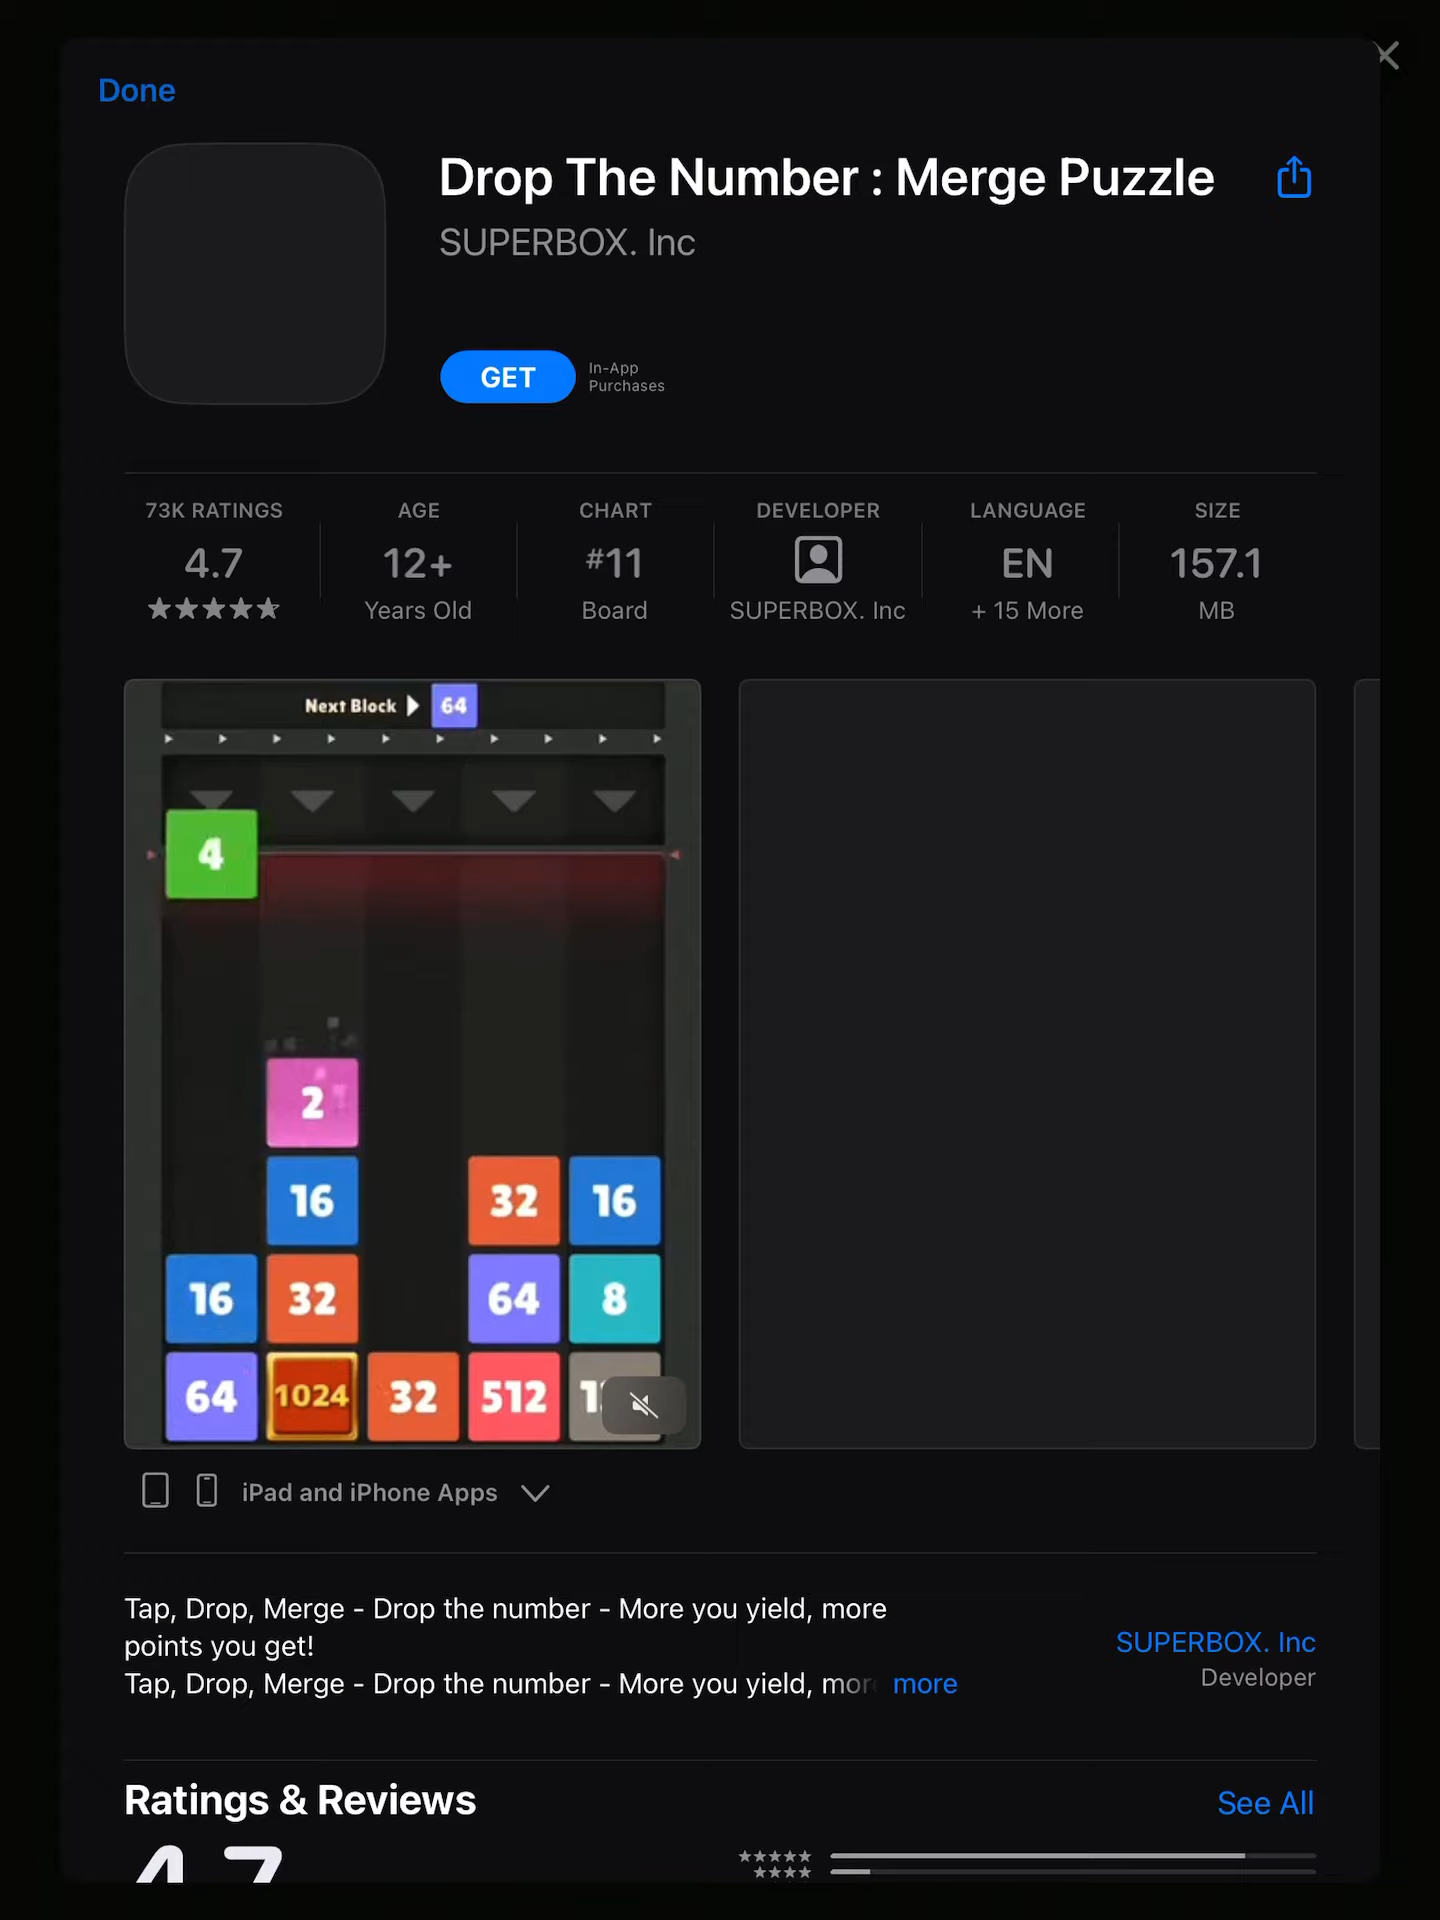 Done
Drop The Number : Merge Puzzle
SUPERBOX. Inc
GET
In-App
Purchases
73K RATINGS
4.7
AGE
12+
Years Old
CHART
#11
Board
DEVELOPER
SUPERBOX. Inc
LANGUAGE
EN
+ 15 More
SIZE
157.1
MB
Next Block
64
4
2
16
32
16
16
32
64
8
64
1024
32
512
iPad and iPhone Apps
Tap, Drop, Merge - Drop the number - More you yield, more
points you get!
Tap, Drop, Merge - Drop the number - More you yield, more
more
SUPERBOX. Inc
Developer
Ratings & Reviews
See All
4.7